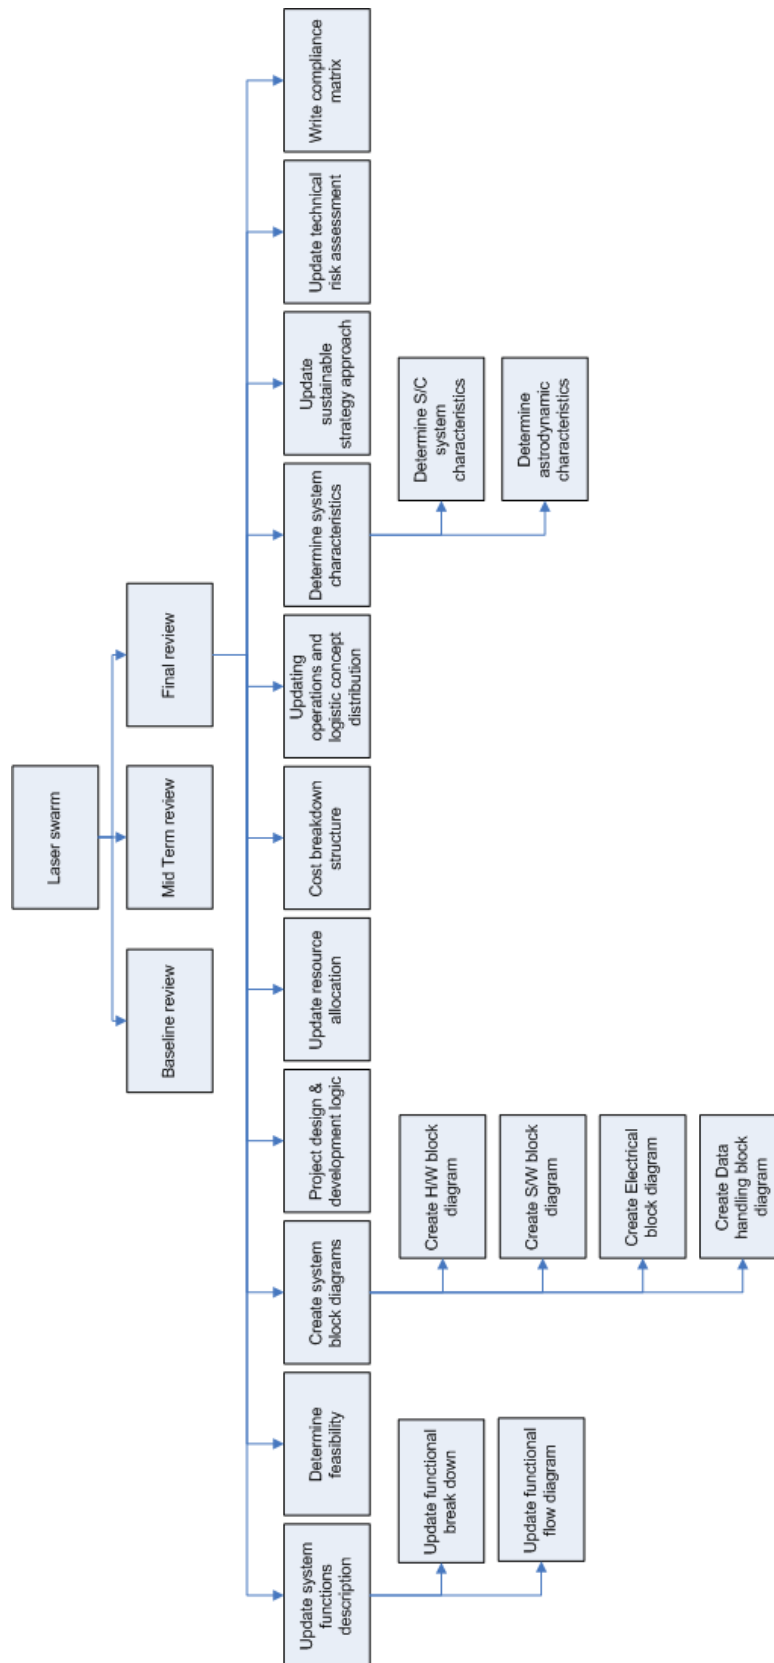 Laser swarm
Baseline review
Mid Term review
Final review
Update system
functions
description
Determine
feasibility
Create system
block diagrams
Project design &
development logic
Update resource
allocation
Cost breakdown
structure
Updating
operations and
logistic concept
distribution
Determine system
characteristics
Update
sustainable
strategy approach
Update technical
risk assessment
Write compliance
matrix
Update functional
break down
Update functional
flow diagram
Create H/W block
diagram
Create S/W block
diagram
Create Electrical
block diagram
Create Data
handling block
diagram
Determine S/C
system
characteristics
Determine
astrodynamic
characteristics